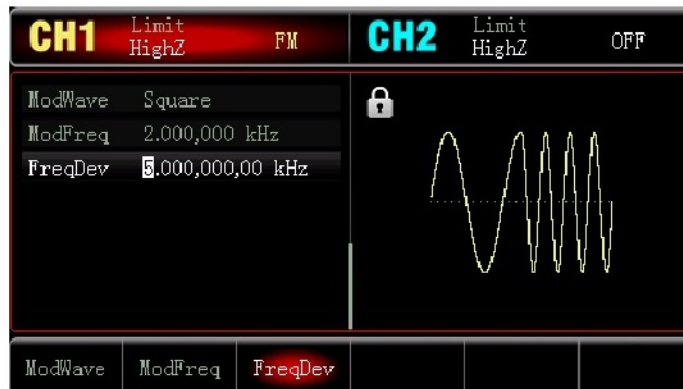 CH1 Limit HighZ FM
CH2 Limit HighZ OFF
ModWave Square
ModFreq 2.000,000 kHz
FreqDev 5.000,000,00 kHz
ModWave ModFreq FreqDev